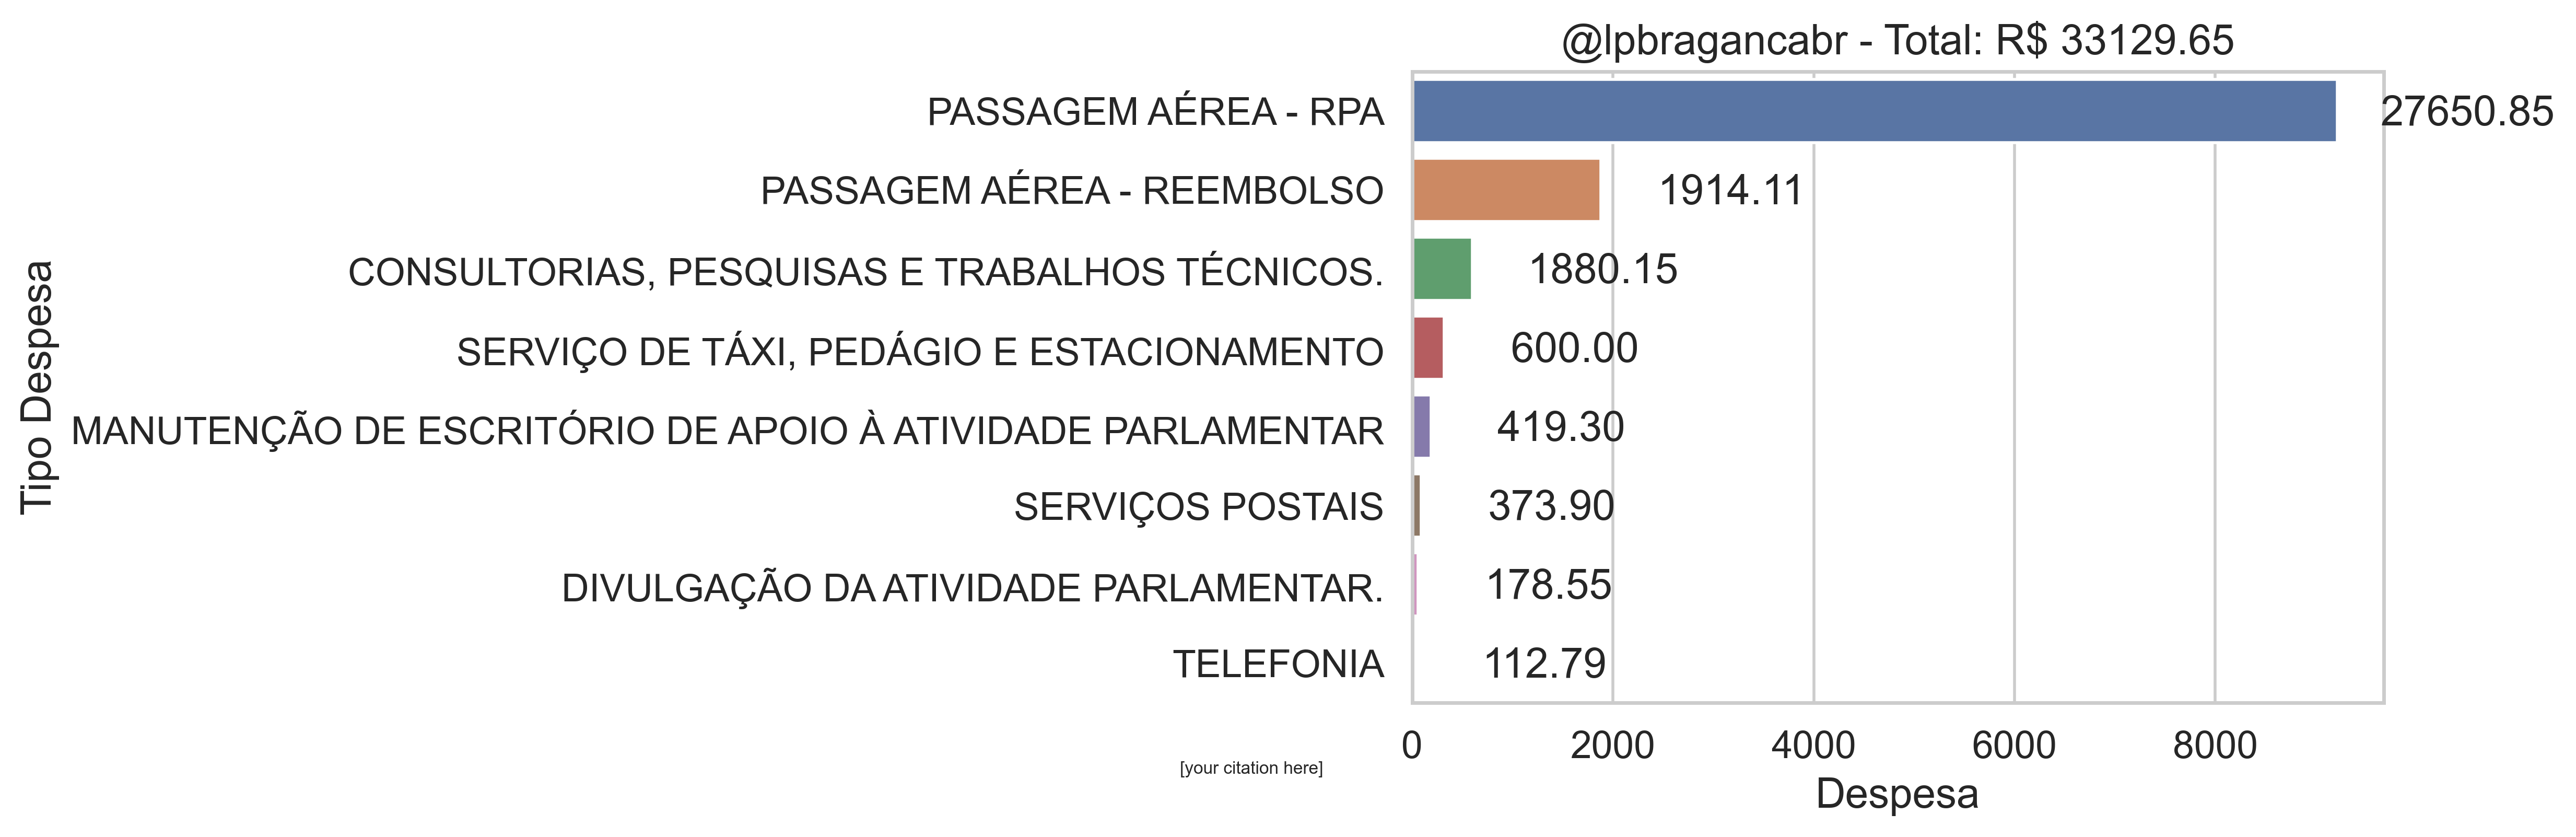 @lpbragancabr - Total: R$ 33129.65
Tipo Despesa
PASSAGEM AÉREA - RPA
27650.85
PASSAGEM AÉREA - REEMBOLSO
1914.11
CONSULTORIAS, PESQUISAS E TRABALHOS TÉCNICOS.
1880.15
SERVIÇO DE TÁXI, PEDÁGIO E ESTACIONAMENTO
600.00
MANUTENÇÃO DE ESCRITÓRIO DE APOIO À ATIVIDADE PARLAMENTAR
419.30
SERVIÇOS POSTAIS
373.90
DIVULGAÇÃO DA ATIVIDADE PARLAMENTAR.
178.55
TELEFONIA
112.79
0 2000 4000 6000 8000
Despesa
[your citation here]